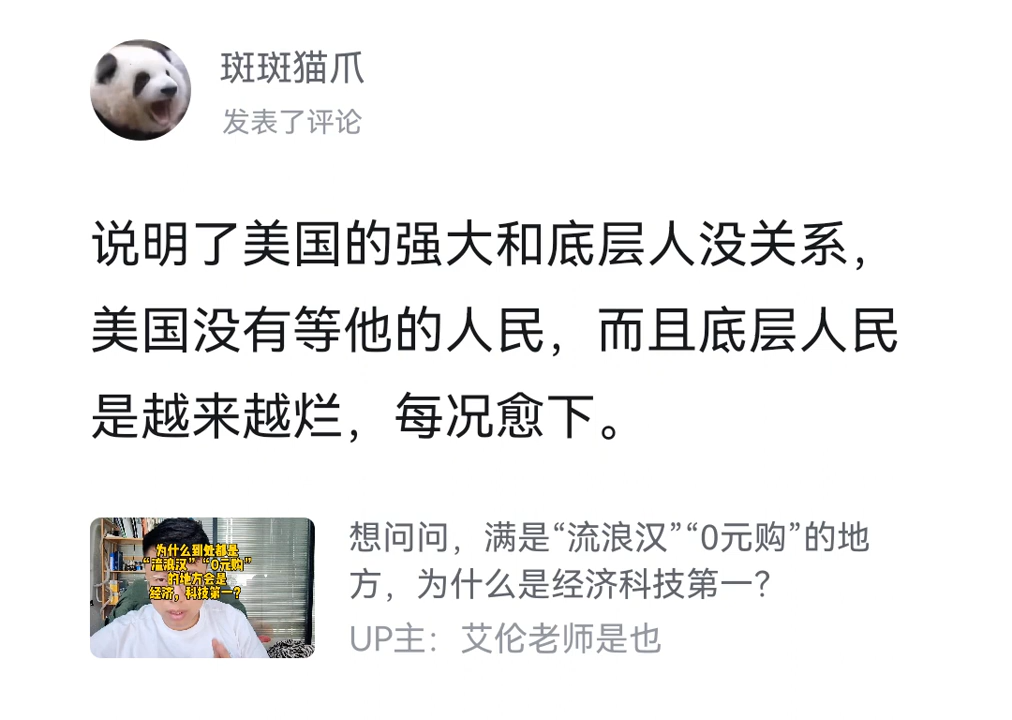 斑斑猫爪
发表了评论
说明了美国的强大和底层人没关系，
美国没有等他的人民，而且底层人民
是越来越烂，每况愈下。
为什么到处都是
“流浪汉”“0元购”
的地方会是
经济，科技第一？
想问问，满是“流浪汉”“0元购”的地
方，为什么是经济科技第一？
UP主：艾伦老师是也